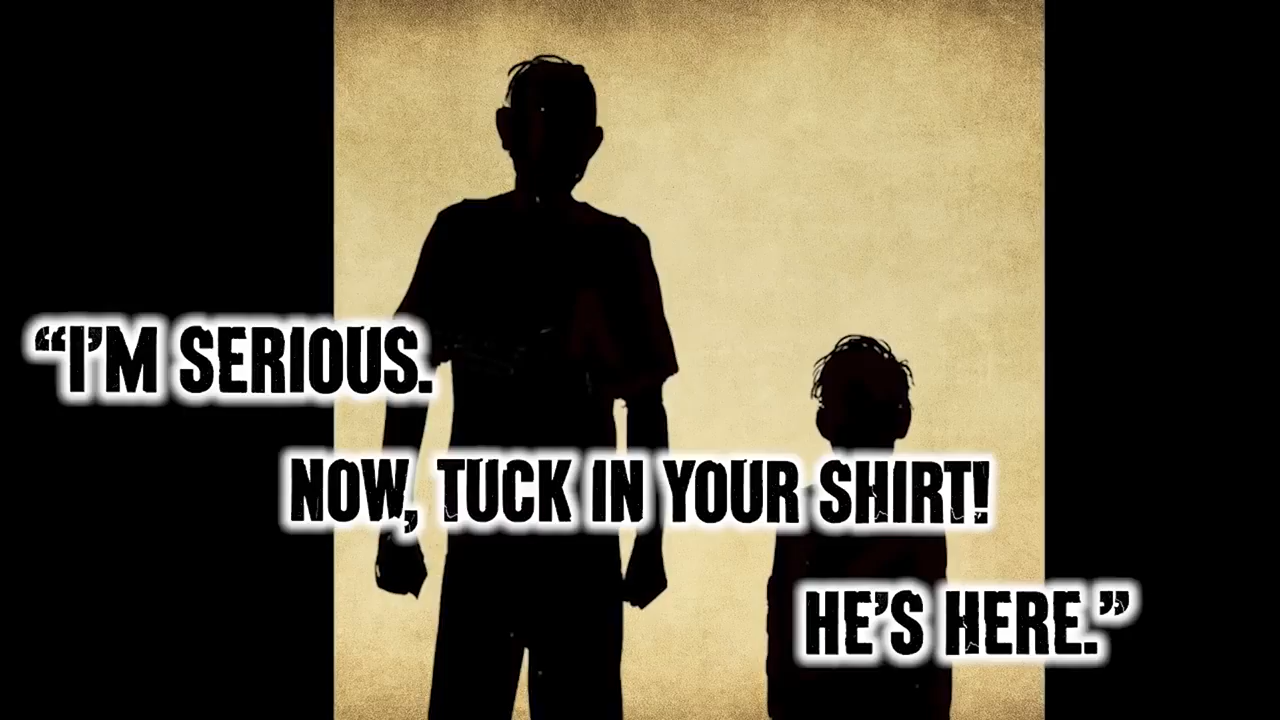 “I’M SERIOUS.
NOW, TUCK IN YOUR SHIRT!
HE’S HERE.”